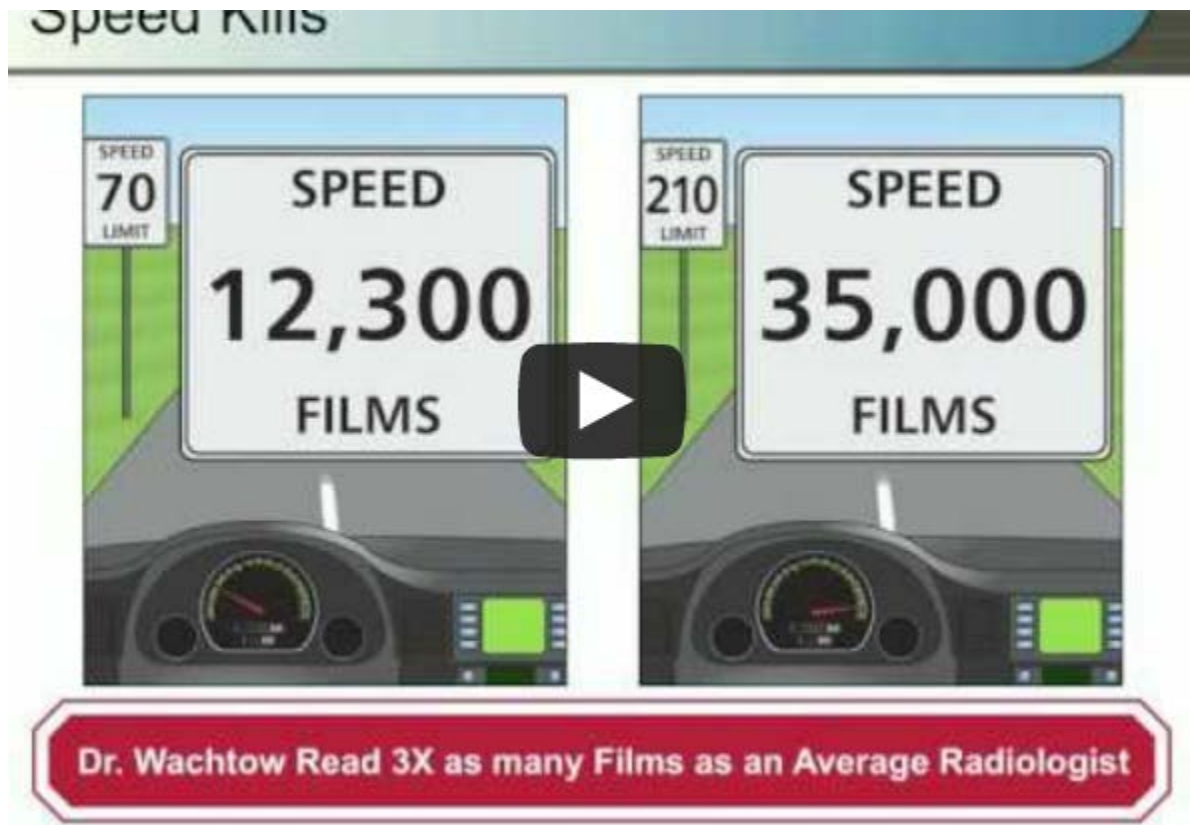 Speed Kills
SPEED
70
LIMIT
SPEED
12,300
FILMS
SPEED
210
LIMIT
SPEED
35,000
FILMS
Dr. Wachtow Read 3X as many Films as an Average Radiologist